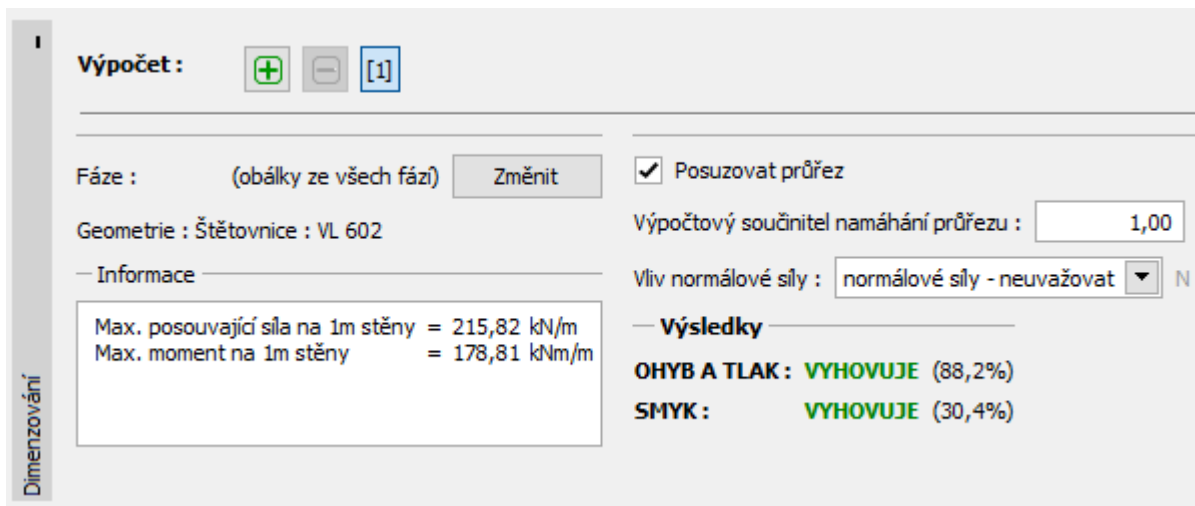 Výpočet :
[1]
Fáze : (obálky ze všech fází) Změnit
Geometrie : Štětovnice : VL 602
Informace
Max. posouvající síla na 1m stěny = 215,82 kN/m
Max. moment na 1m stěny = 178,81 kNm/m
Posuzovat průřez
Výpočtový součinitel namáhání průřezu : 1,00
Vliv normálové síly : normálové síly - neuvažovat N
Výsledky
OHYB A TLAK : VYHOVUJE (88,2%)
SMYK : VYHOVUJE (30,4%)
Dimenzování